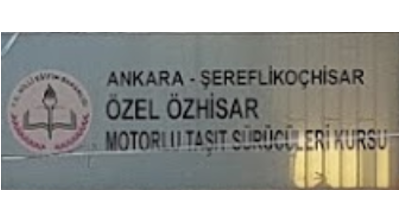 ANKARA - ŞEREFLİKOÇHİSAR
ÖZEL ÖZHİSAR
MOTORLU TAŞIT SÜRÜCÜLERİ KURSU